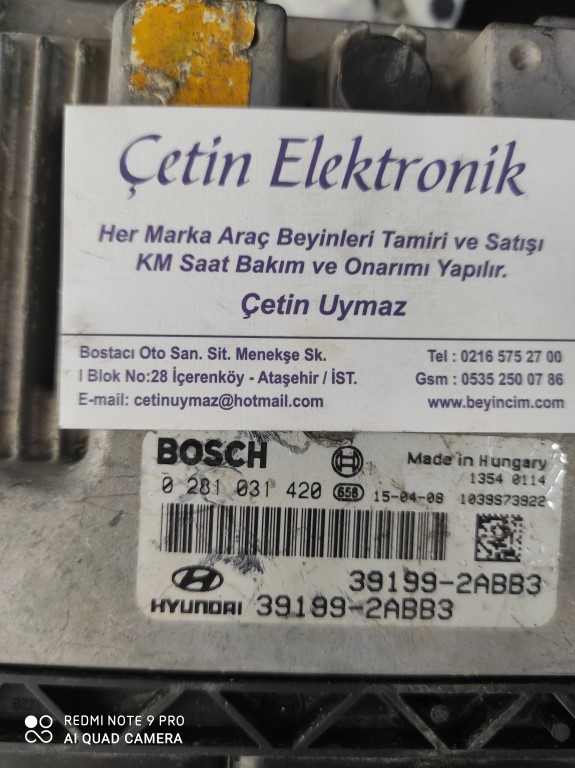 Çetin Elektronik
Her Marka Araç Beyinleri Tamiri ve Satışı
KM Saat Bakım ve Onarımı Yapılır.
Çetin Uymaz
Bostacı Oto San. Sit. Menekşe Sk.
I Blok No:28 İçerenköy - Ataşehir / İST.
E-mail: cetinuymaz@hotmail.com
Tel : 0216 575 27 00
Gsm : 0535 250 07 86
www.beyincim.com
BOSCH
Made in Hungary
1354 0114
0 281 031 420 658 15-04-08 1039S73922
39199-2ABB3
HYUNDAI 39199-2ABB3
REDMI NOTE 9 PRO
AI QUAD CAMERA